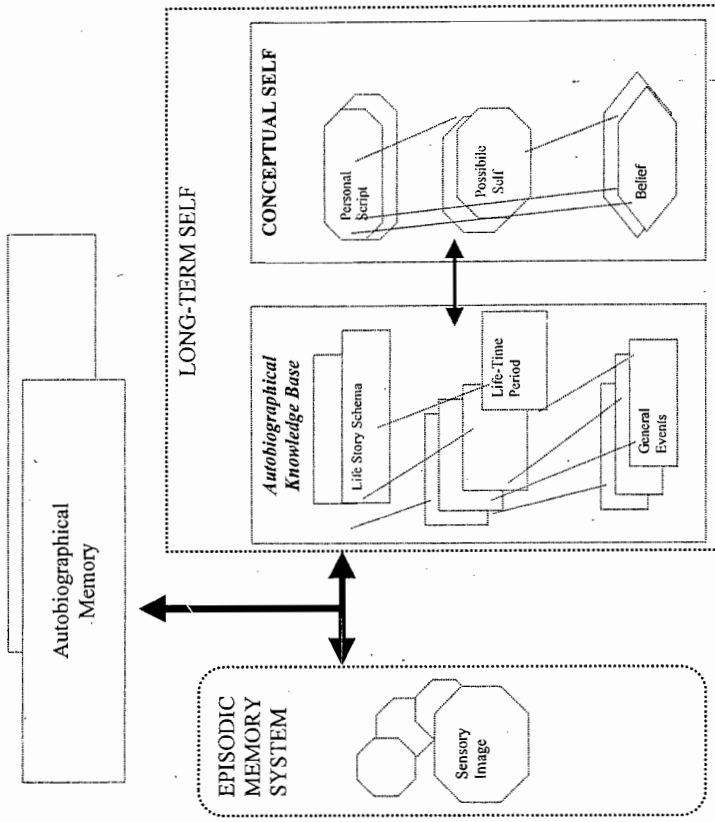 Autobiographical
Memory
LONG-TERM SELF
EPISODIC
MEMORY
SYSTEM
Sensory
Image
Autobiographical
Knowledge Base
Life Story Schema
Life-Time
Period
General
Events
CONCEPTUAL SELF
Personal
Script
Possibile
Self
Belief